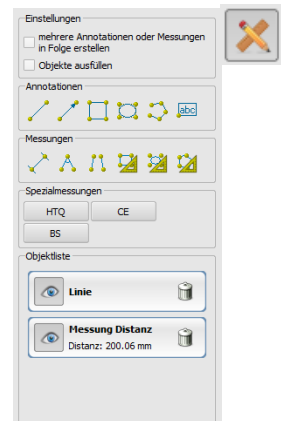 Einstellungen
mehrere Annotationen oder Messungen
in Folge erstellen
Objekte ausfüllen
Annotationen
abc
Messungen
Spezialmessungen
HTQ
CE
BS
Objektliste
Linie
Messung Distanz
Distanz: 200.06 mm